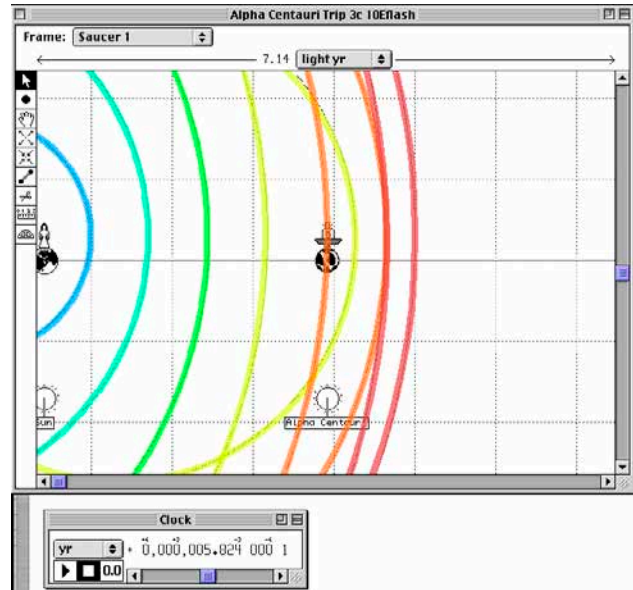 Alpha Centauri Trip 3c 10Eflash
Frame: Saucer 1
7.14 light yr
Sun
Alpha Centauri
Clock
yr
0,000,005.824 000 1
0.0